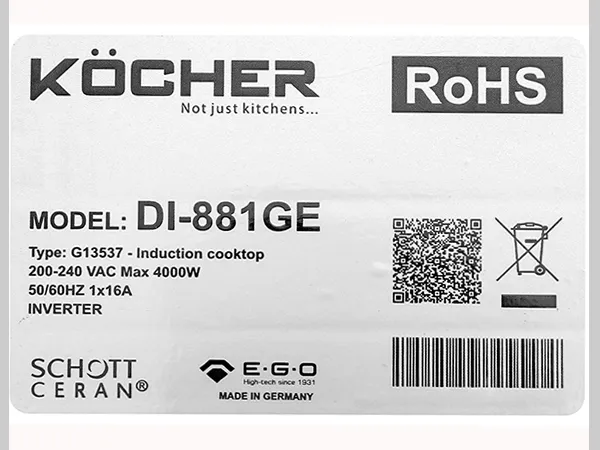 KÖCHER
Not just kitchens...
RoHS
MODEL: DI-881GE
Type: G13537 - Induction cooktop
200-240 VAC Max 4000W
50/60HZ 1x16A
INVERTER
SCHOTT
CERAN®
E·G·O
High-tech since 1931
MADE IN GERMANY